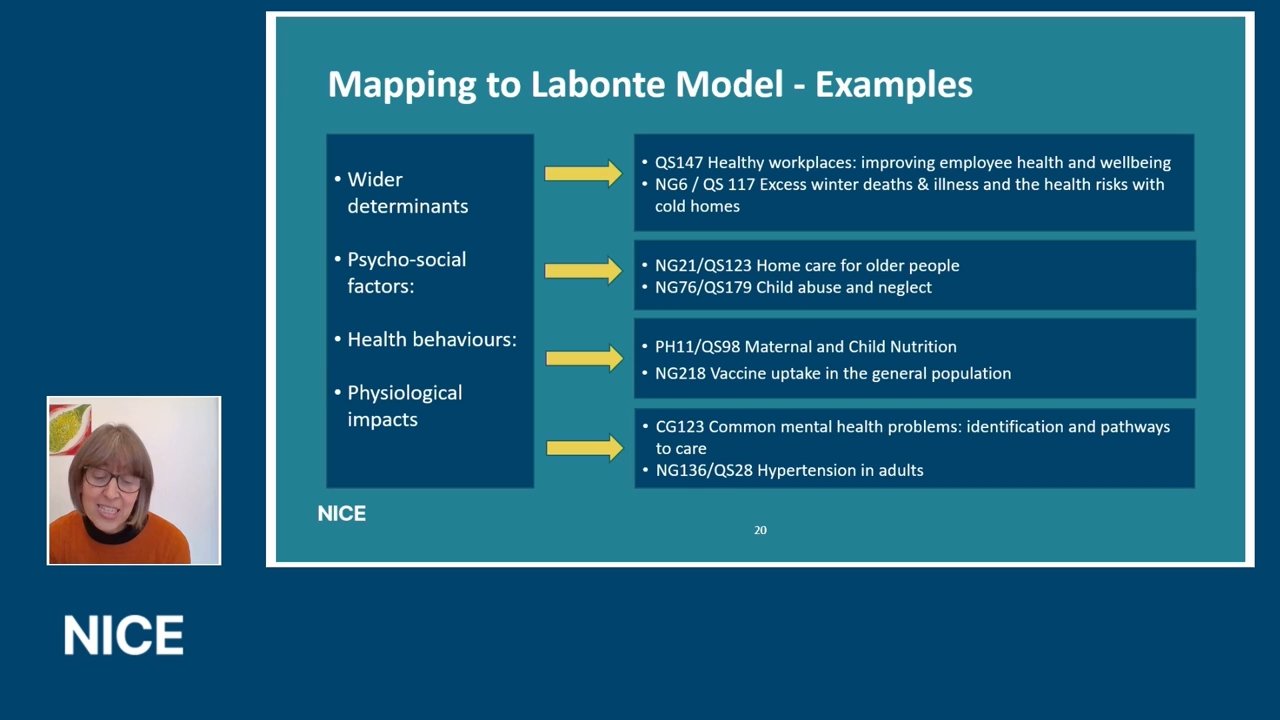 Mapping to Labonte Model - Examples
• Wider
determinants
• Psycho-social
factors:
• Health behaviours:
• Physiological
impacts
• QS147 Healthy workplaces: improving employee health and wellbeing
• NG6 / QS 117 Excess winter deaths & illness and the health risks with
cold homes
• NG21/QS123 Home care for older people
• NG76/QS179 Child abuse and neglect
• PH11/QS98 Maternal and Child Nutrition
• NG218 Vaccine uptake in the general population
• CG123 Common mental health problems: identification and pathways
to care
• NG136/QS28 Hypertension in adults
NICE
20
NICE